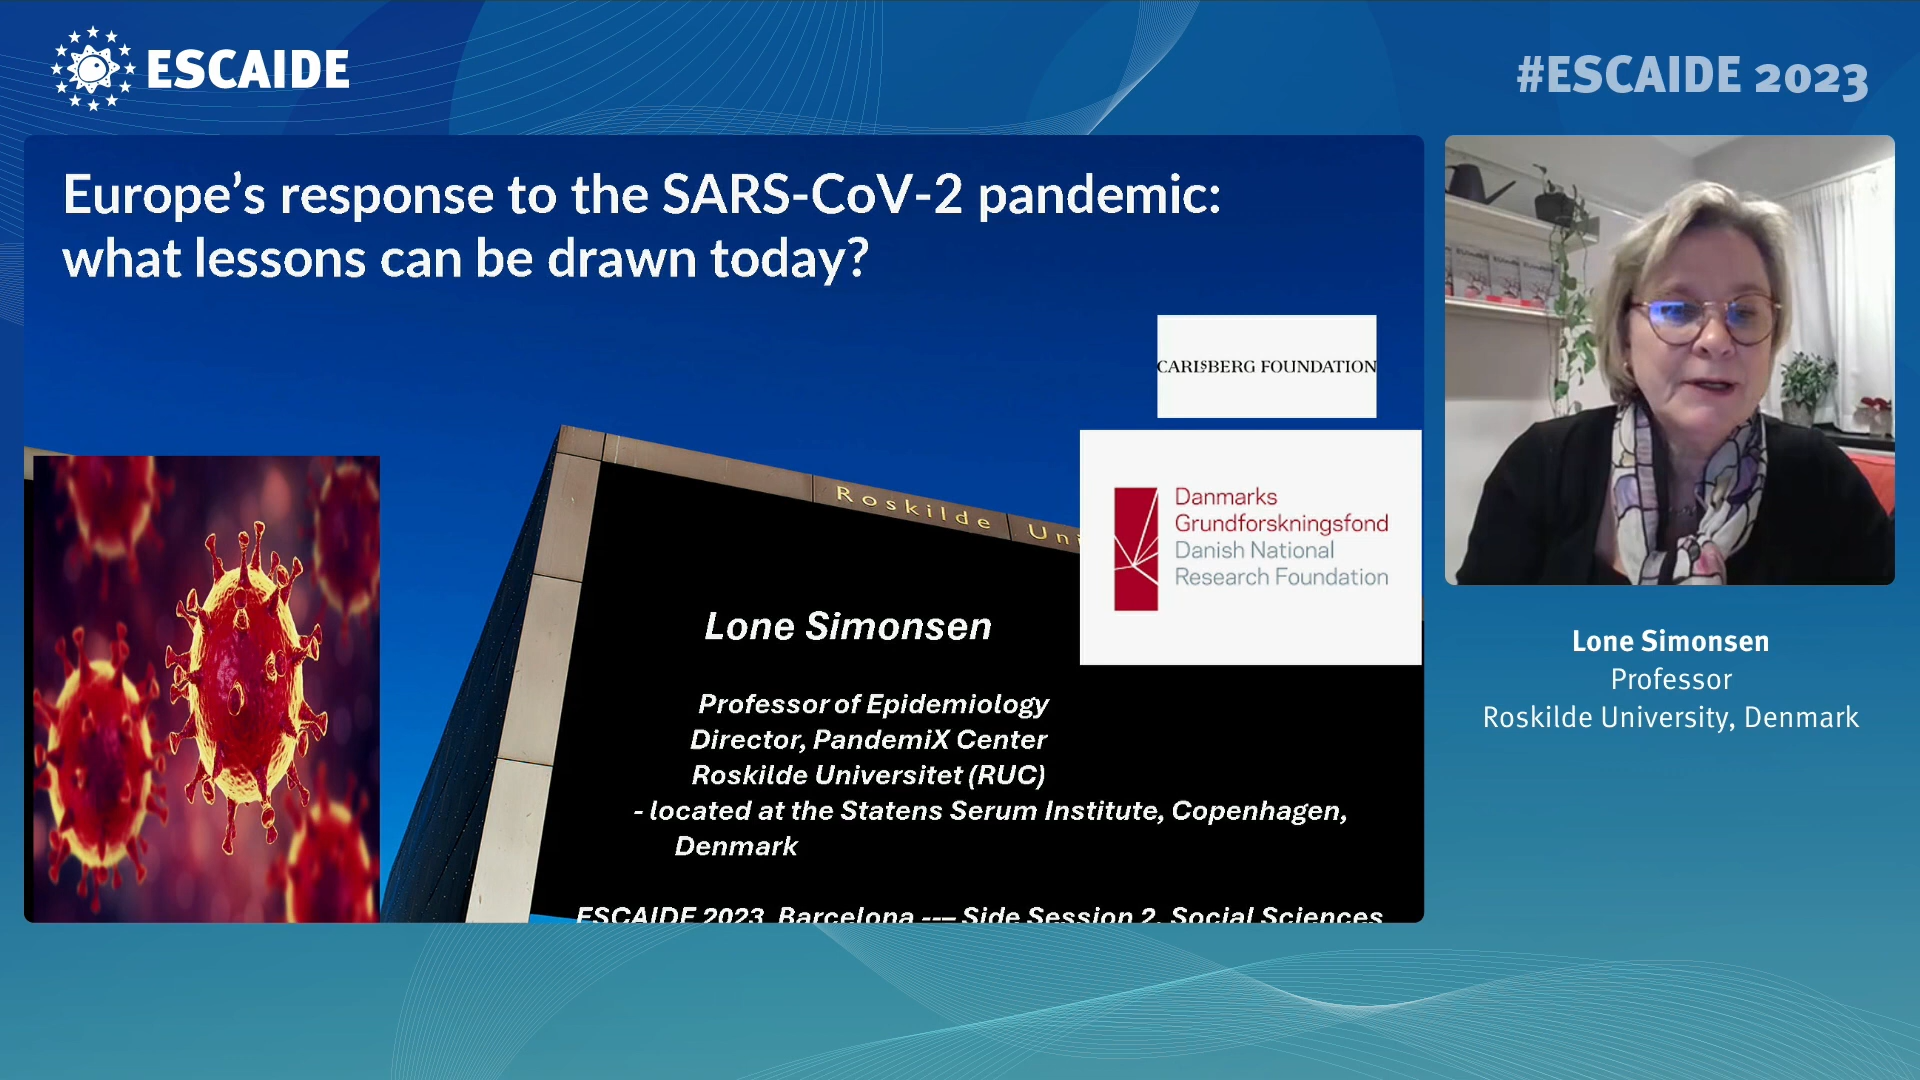 ESCAIDE
#ESCAIDE 2023
Europe's response to the SARS-CoV-2 pandemic:
what lessons can be drawn today?
CARLSBERG FOUNDATION
Roskilde Uni
Danmarks
Grundforskningsfond
Danish National
Research Foundation
Lone Simonsen
Professor of Epidemiology
Director, PandemiX Center
Roskilde Universitet (RUC)
- located at the Statens Serum Institute, Copenhagen,
Denmark
ESCAIDE 2023, Barcelona --– Side Session 2. Social Sciences
Lone Simonsen
Professor
Roskilde University, Denmark